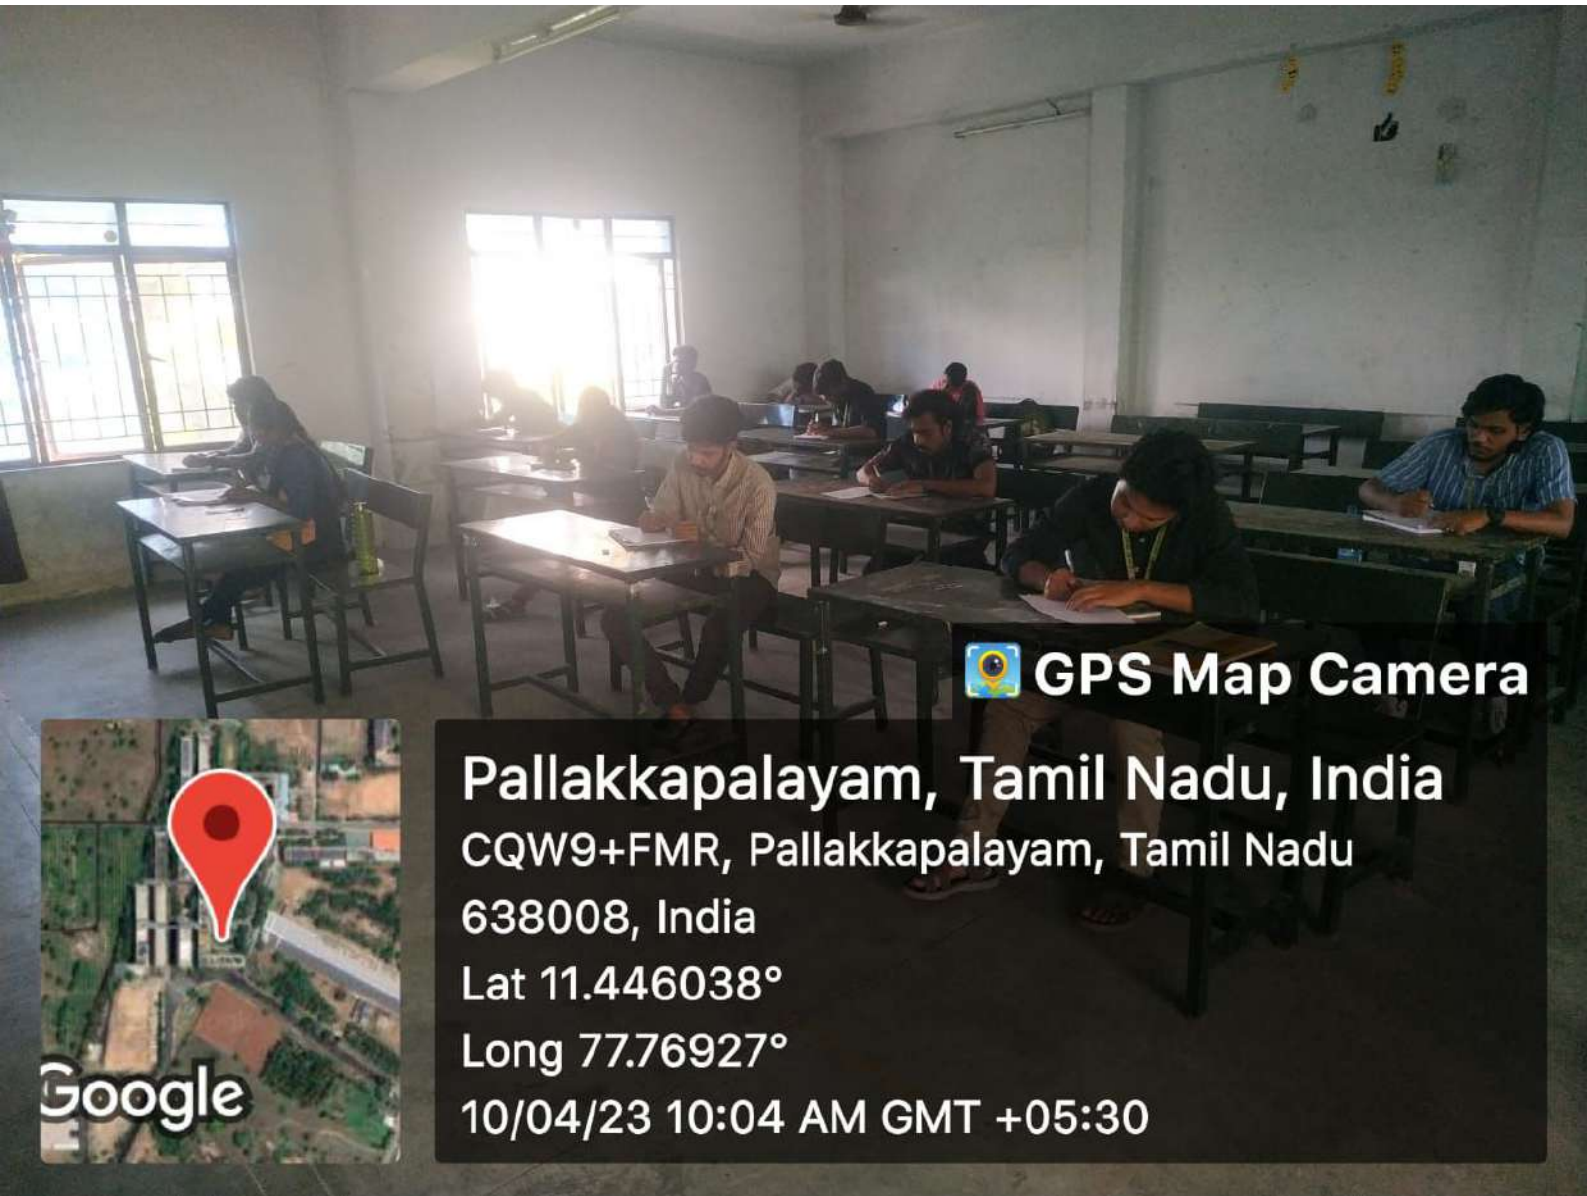 GPS Map Camera
Pallakkapalayam, Tamil Nadu, India
CQW9+FMR, Pallakkapalayam, Tamil Nadu
638008, India
Lat 11.446038°
Long 77.76927°
10/04/23 10:04 AM GMT +05:30
Google